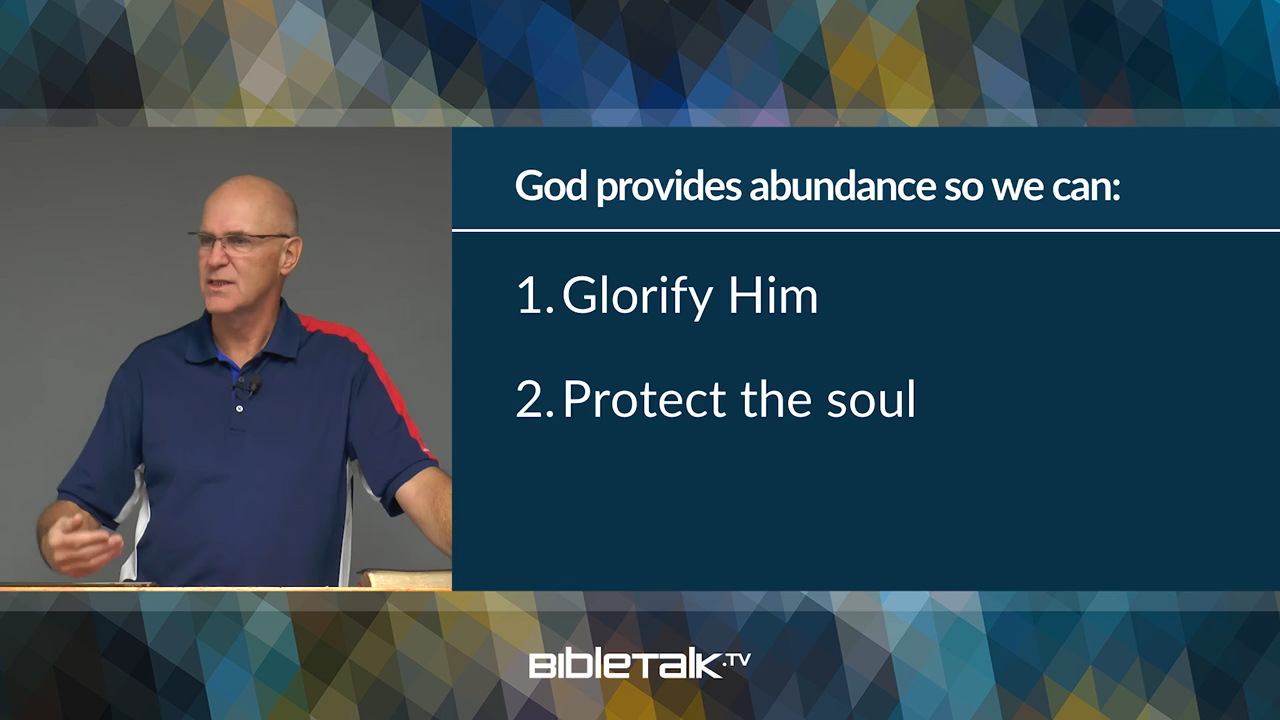 God provides abundance so we can:
1. Glorify Him
2. Protect the soul
BIBLETALK.TV